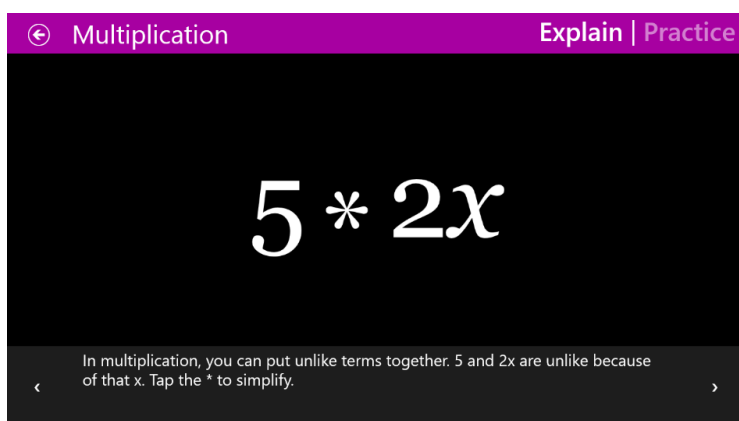 Multiplication
Explain | Practice
5 * 2x
In multiplication, you can put unlike terms together. 5 and 2x are unlike because
of that x. Tap the * to simplify.